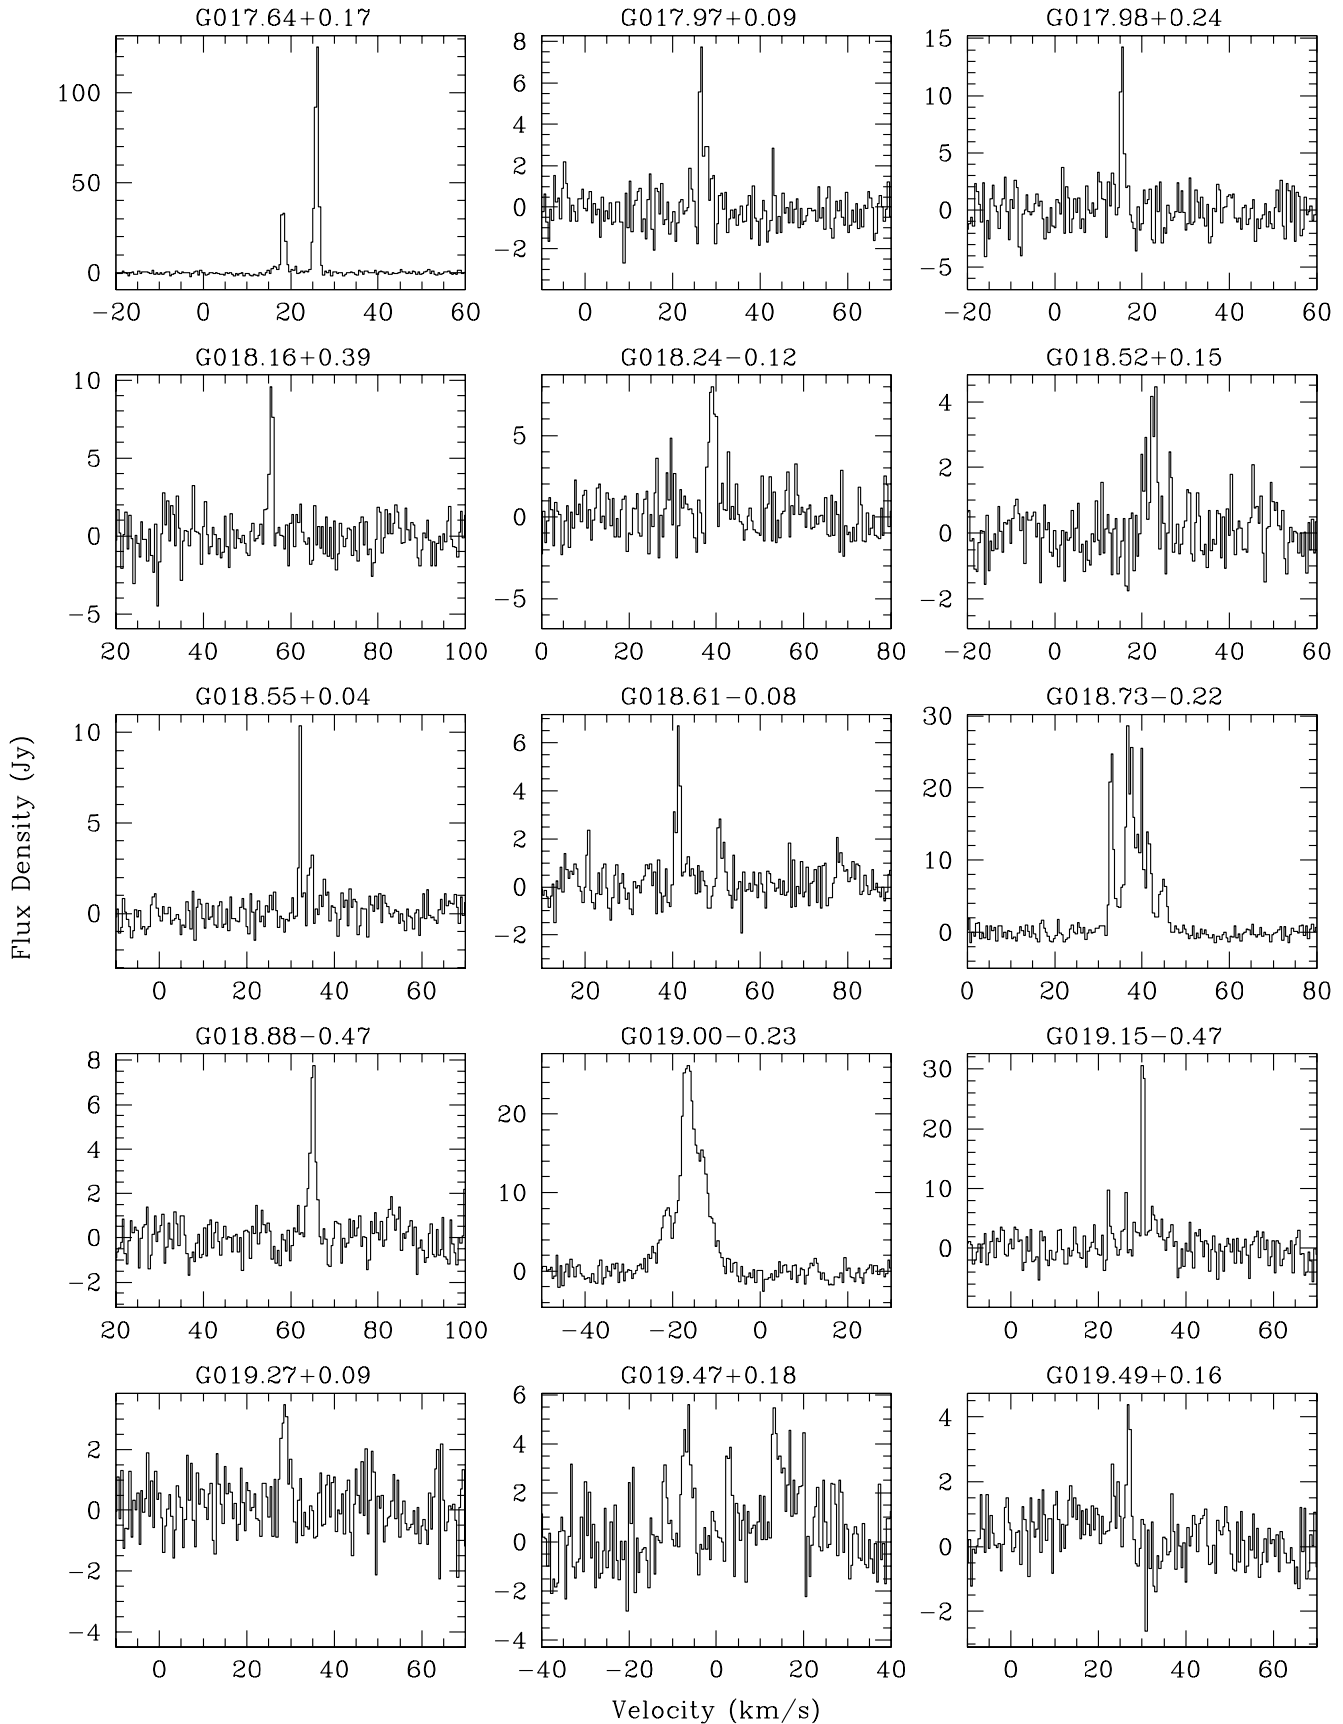 G017.64+0.17 G017.97+0.09 G017.98+0.24
100 50 0
8 6 4 2 0 −2
15 10 5 0 −5
−20 0 20 40 60 0 20 40 60 −20 0 20 40 60
G018.16+0.39 G018.24−0.12 G018.52+0.15
10 5 0 −5
5 0 −5
4 2 0 −2
20 40 60 80 100 0 20 40 60 80 −20 0 20 40 60
G018.55+0.04 G018.61−0.08 G018.73−0.22
10 5 0
6 4 2 0 −2
30 20 10 0
0 20 40 60 20 40 60 80 0 20 40 60 80
Flux Density (Jy)
G018.88−0.47 G019.00−0.23 G019.15−0.47
8 6 4 2 0 −2
20 10 0
30 20 10 0
20 40 60 80 100 −40 −20 0 20 0 20 40 60
G019.27+0.09 G019.47+0.18 G019.49+0.16
2 0 −2 −4
6 4 2 0 −2 −4
4 2 0 −2
0 20 40 60 −40 −20 0 20 40 0 20 40 60
Velocity (km/s)